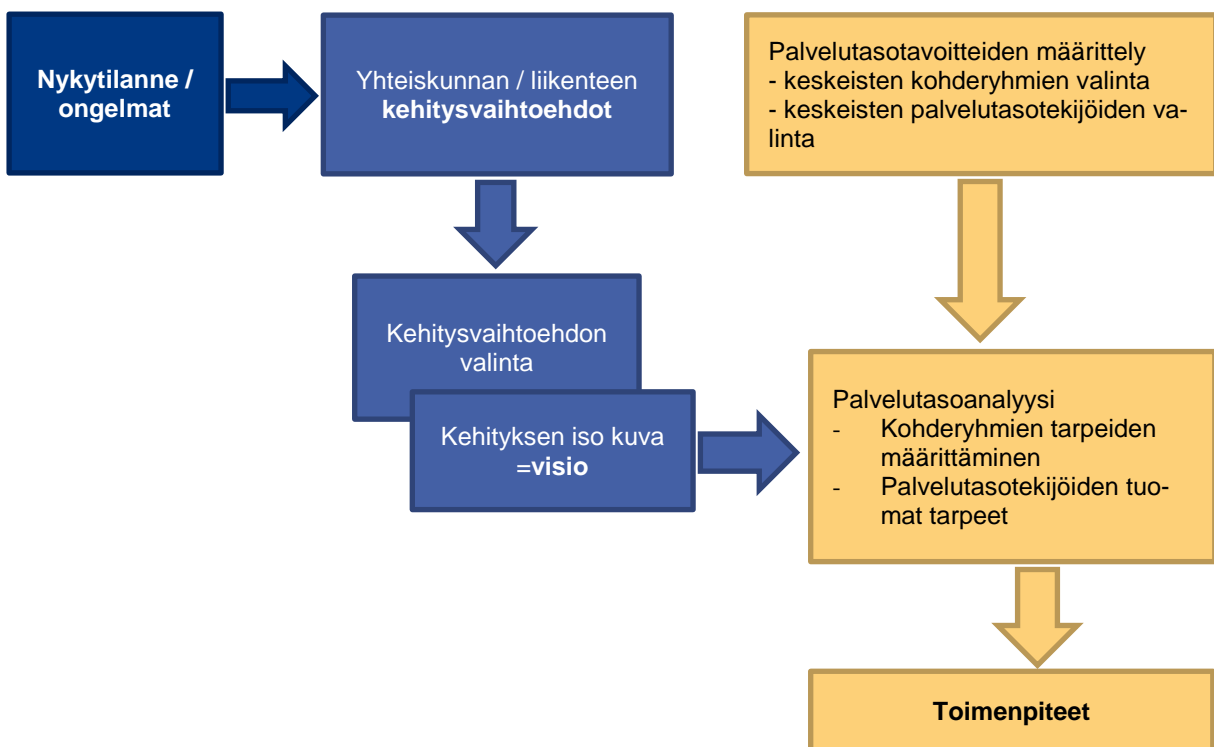 Nykytilanne /
ongelmat
Yhteiskunnan / liikenteen
kehitysvaihtoehdot
Palvelutasotavoitteiden määrittely
- keskeisten kohderyhmien valinta
- keskeisten palvelutasotekijöiden va-
linta
Kehitysvaihtoehdon
valinta
Kehityksen iso kuva
=visio
Palvelutasoanalyysi
- Kohderyhmien tarpeiden
määrittäminen
- Palvelutasotekijöiden tuo-
mat tarpeet
Toimenpiteet